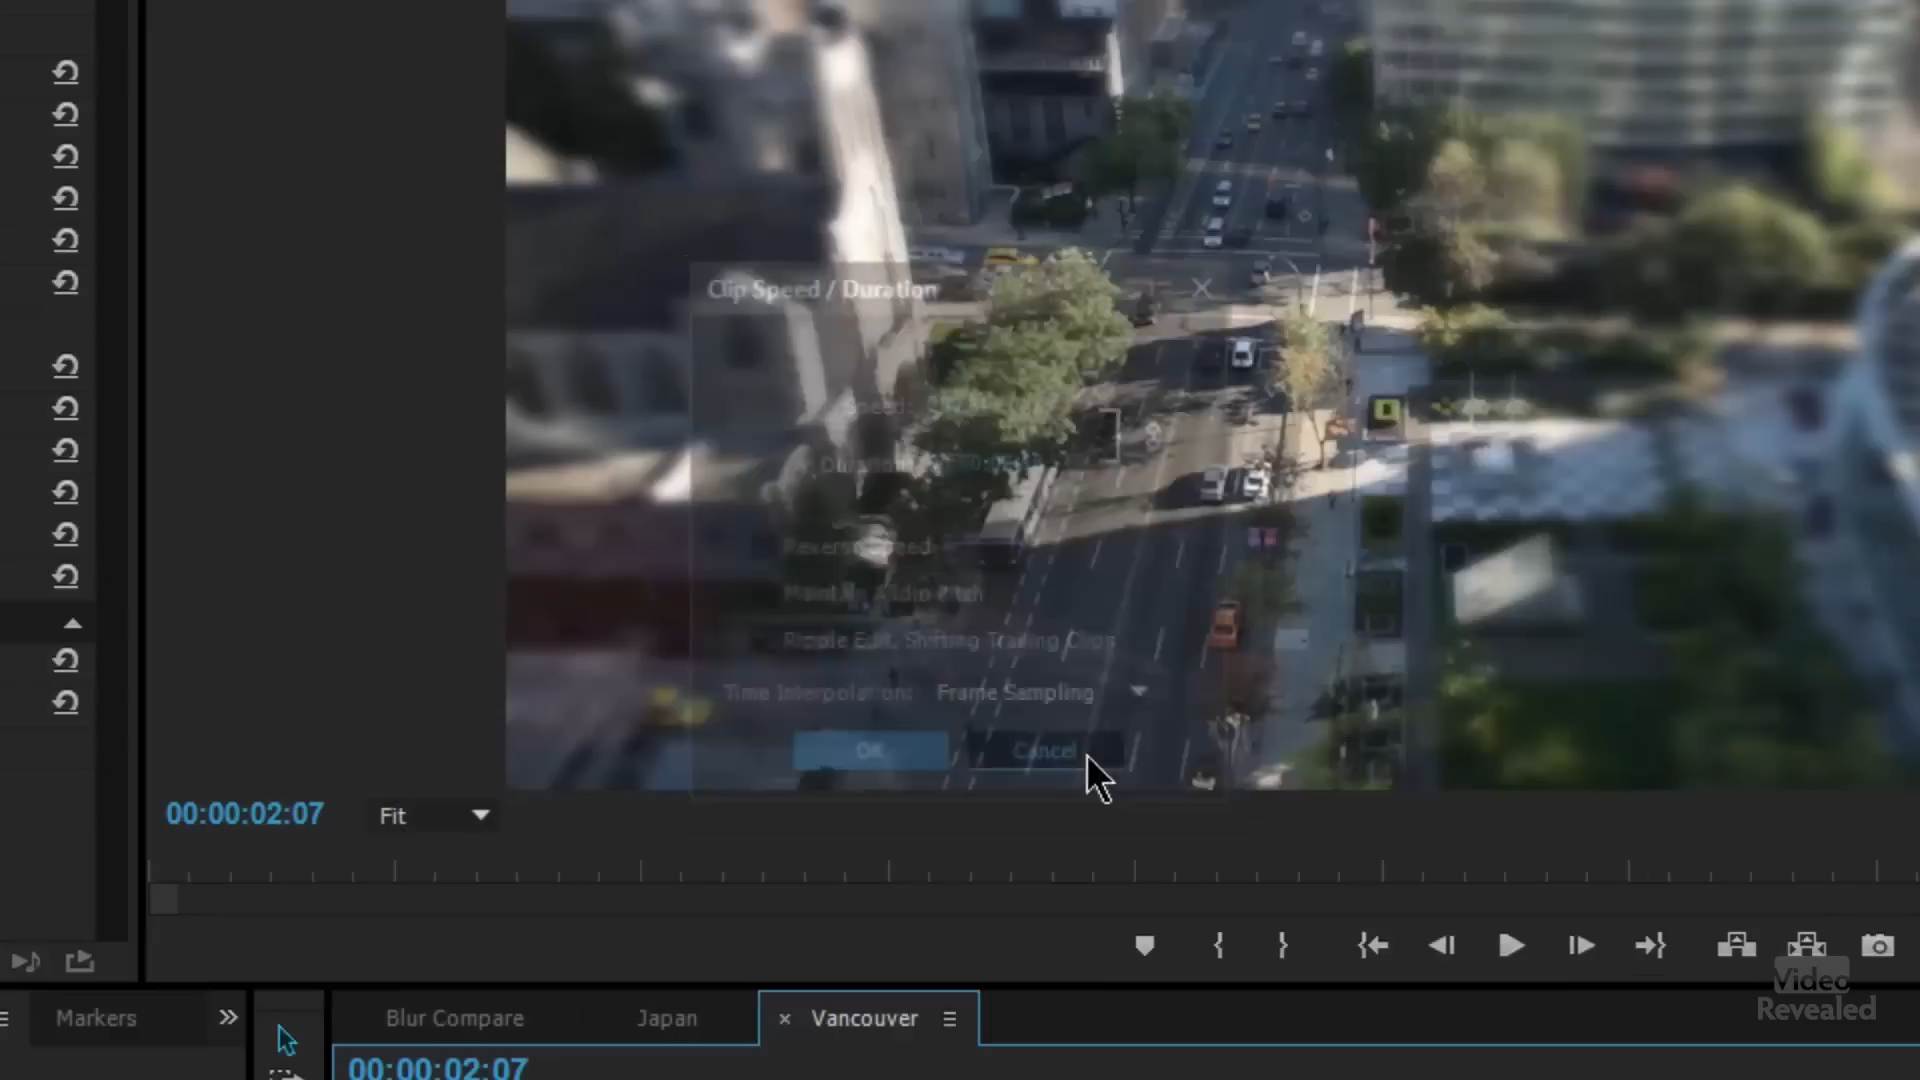 Clip Speed / Duration
Speed:
Duration:
Reverse Speed
Maintain Audio Pitch
Ripple Edit, Shifting Trailing Clips
Time Interpolation: Frame Sampling
OK Cancel
00:00:02:07 Fit
Video
Revealed
Markers Blur Compare Japan × Vancouver
00:00:02:07